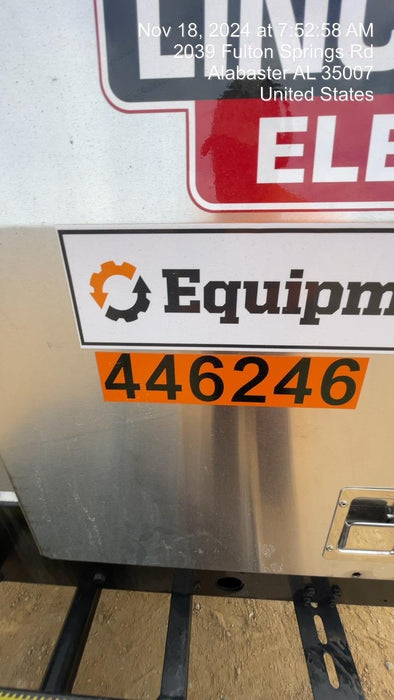 Nov 18, 2024 at 7:52:58 AM
2039 Fulton Springs Rd
Alabaster AL 35007
United States
LINC
ELE
Equipm
446246